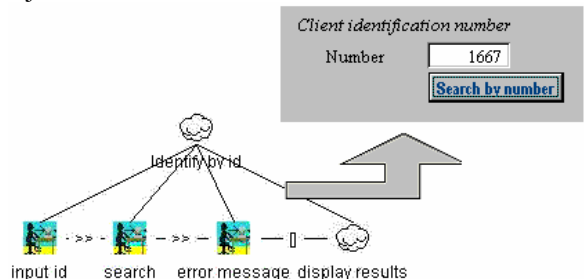 Client identification number
Number 1667
Search by number
Identify by id
>> >> []
input id search error message display results